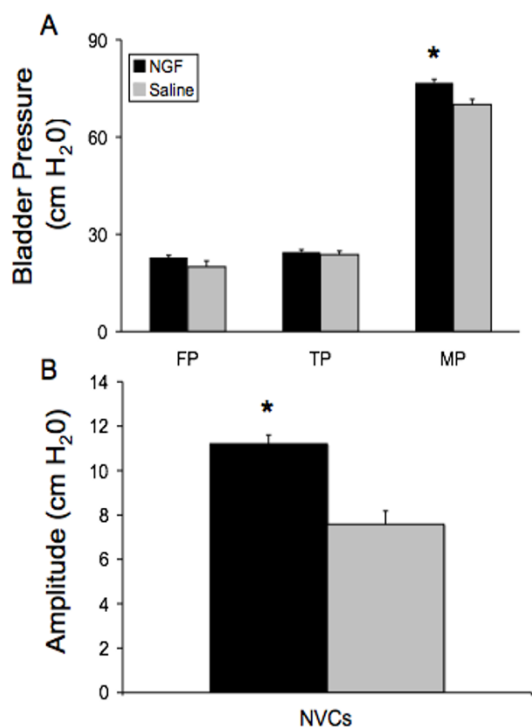 A
90
60
30
0
Bladder Pressure
(cm H₂0)
*
NGF
Saline
FP TP MP
B
14
12
10
8
6
4
2
0
Amplitude (cm H₂0)
*
NVCs